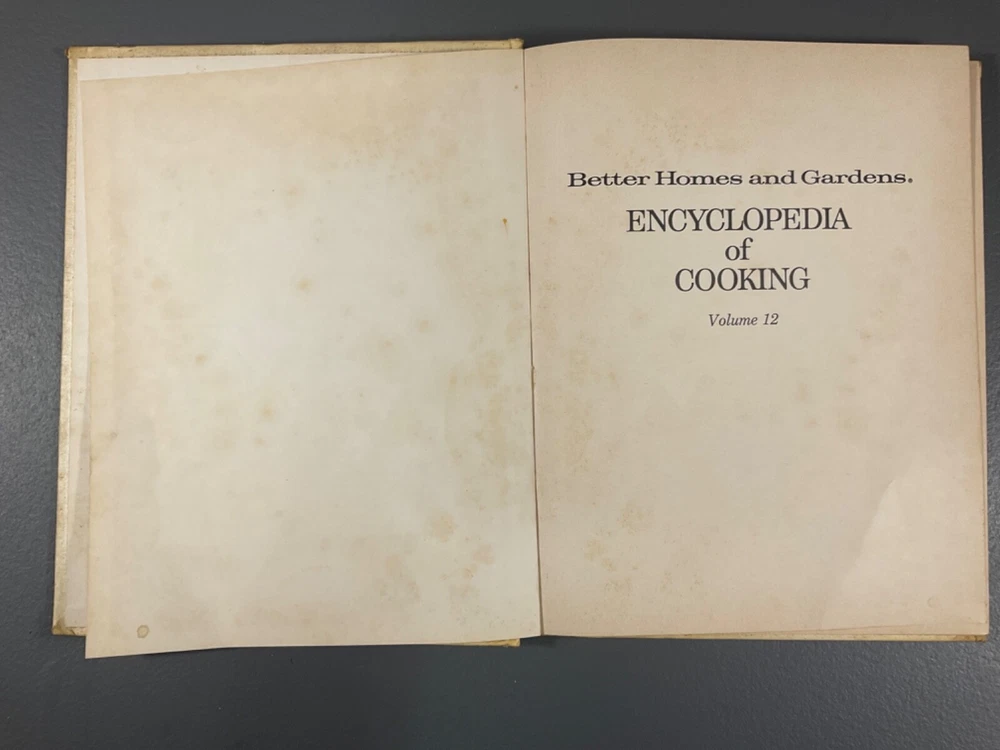 Better Homes and Gardens®
ENCYCLOPEDIA
of
COOKING
Volume 12